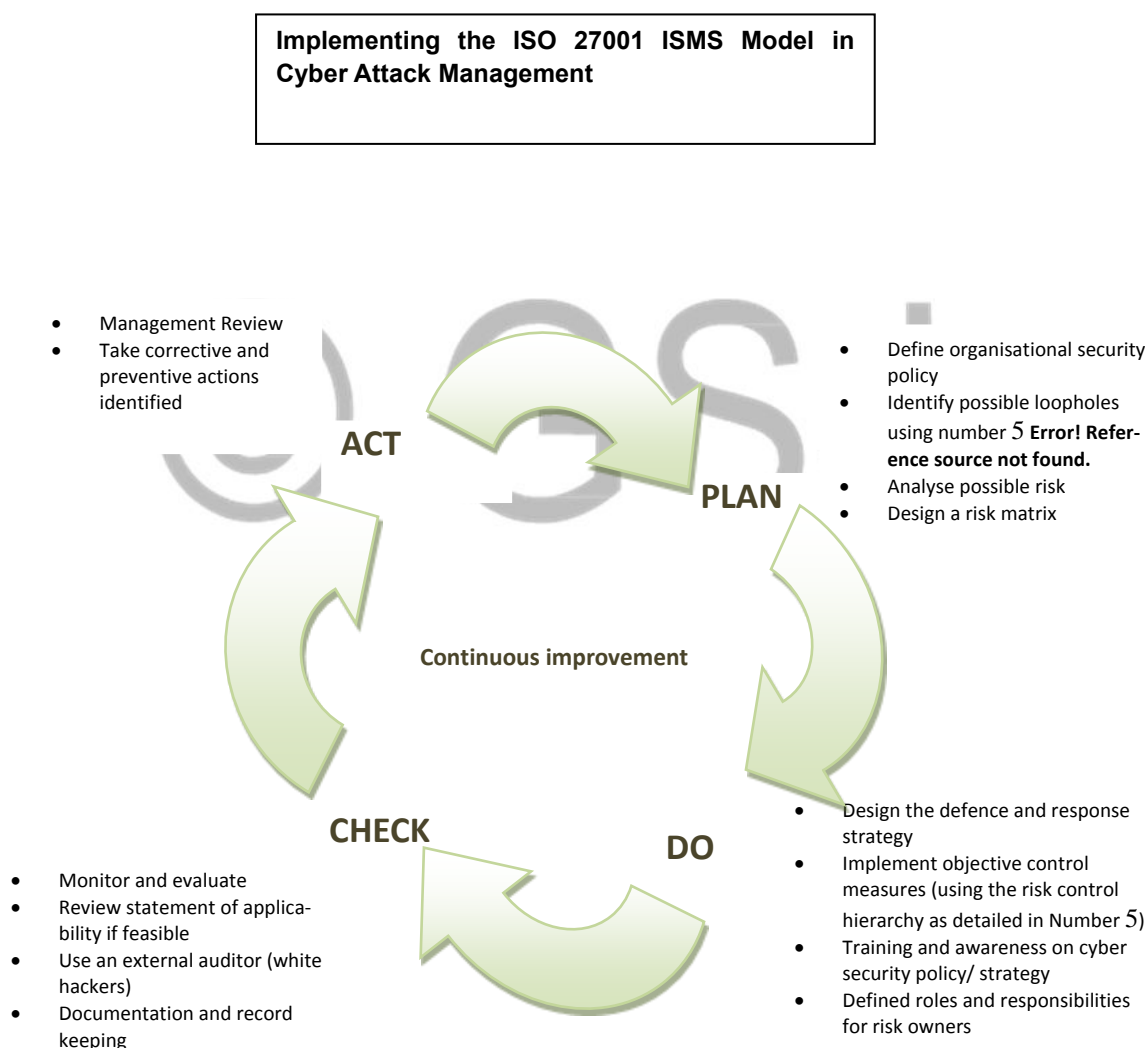 Implementing the ISO 27001 ISMS Model in
Cyber Attack Management
• Management Review
• Take corrective and
preventive actions
identified
ACT
PLAN
• Define organisational security
policy
• Identify possible loopholes
using number 5 Error! Refer-
ence source not found.
• Analyse possible risk
• Design a risk matrix
Continuous improvement
CHECK
• Monitor and evaluate
• Review statement of applica-
bility if feasible
• Use an external auditor (white
hackers)
• Documentation and record
keeping
DO
• Design the defence and response
strategy
• Implement objective control
measures (using the risk control
hierarchy as detailed in Number 5)
• Training and awareness on cyber
security policy/ strategy
• Defined roles and responsibilities
for risk owners